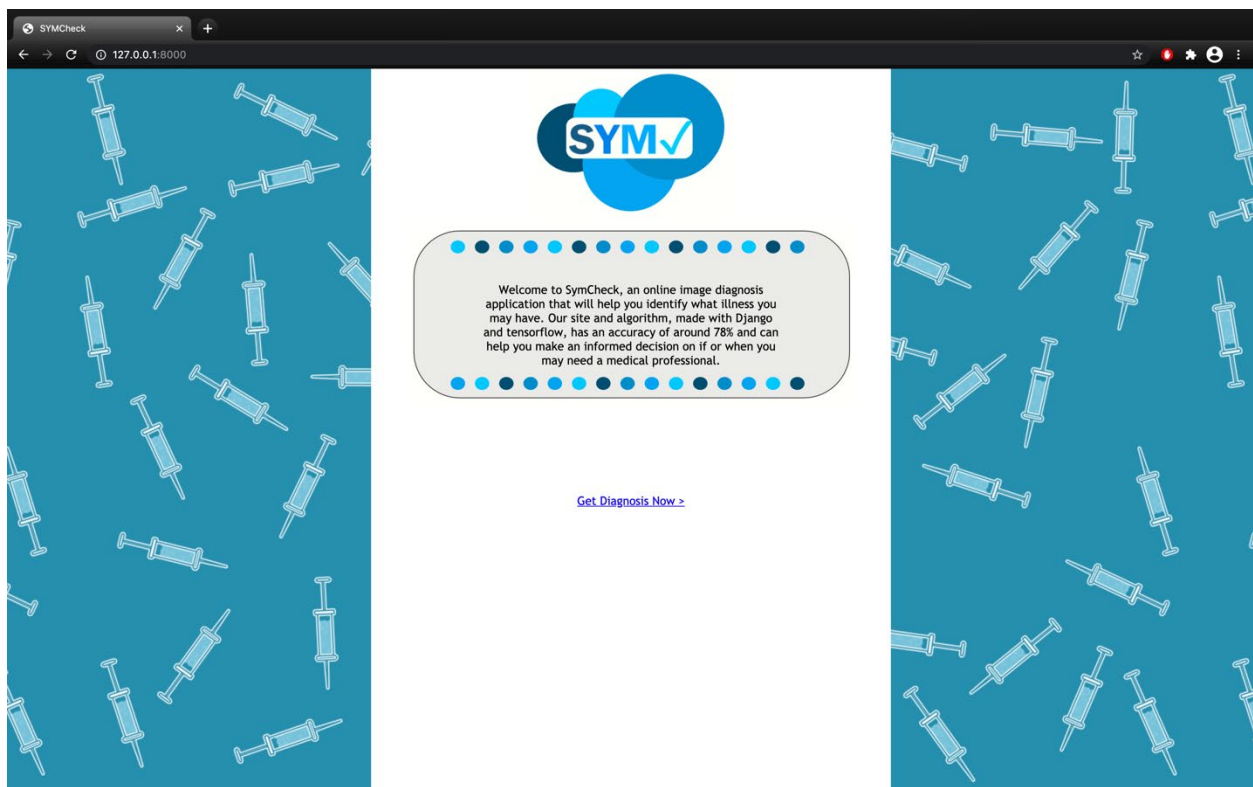 SYMCheck
127.0.0.1:8000
SYM✓
Welcome to SymCheck, an online image diagnosis
application that will help you identify what illness you
may have. Our site and algorithm, made with Django
and tensorflow, has an accuracy of around 78% and can
help you make an informed decision on if or when you
may need a medical professional.
Get Diagnosis Now >